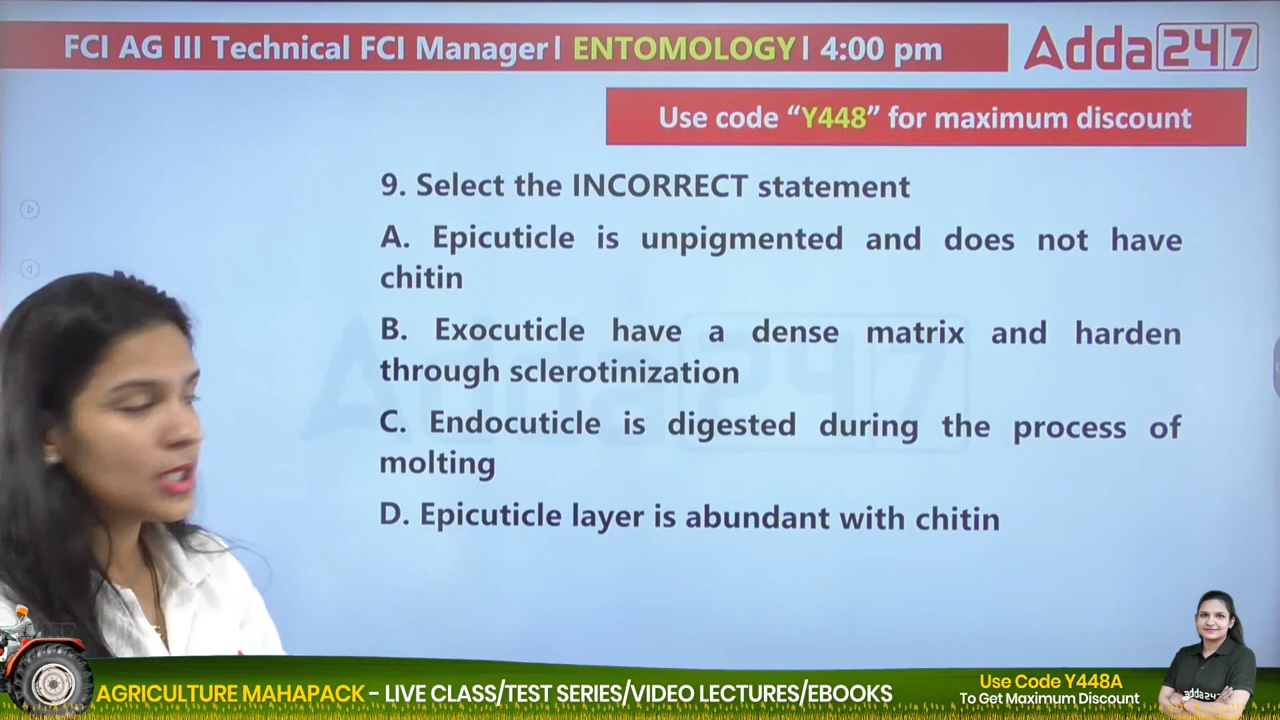 FCI AG III Technical FCI Manager| ENTOMOLOGY| 4:00 pm
Adda247
Use code “Y448” for maximum discount
9. Select the INCORRECT statement
A. Epicuticle is unpigmented and does not have
chitin
B. Exocuticle have a dense matrix and harden
through sclerotinization
C. Endocuticle is digested during the process of
molting
D. Epicuticle layer is abundant with chitin
AGRICULTURE MAHAPACK - LIVE CLASS/TEST SERIES/VIDEO LECTURES/EBOOKS
Use Code Y448A
To Get Maximum Discount
adda247